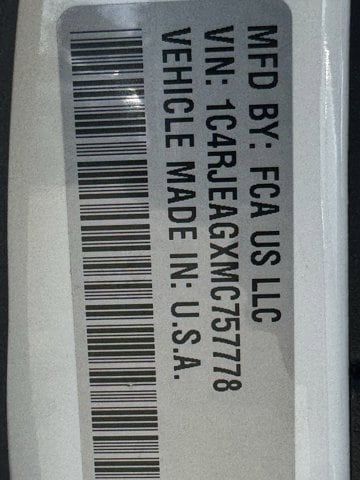 MFD BY: FCA US LLC
VIN: 1C4RJEAGXMC757778
VEHICLE MADE IN: U.S.A.